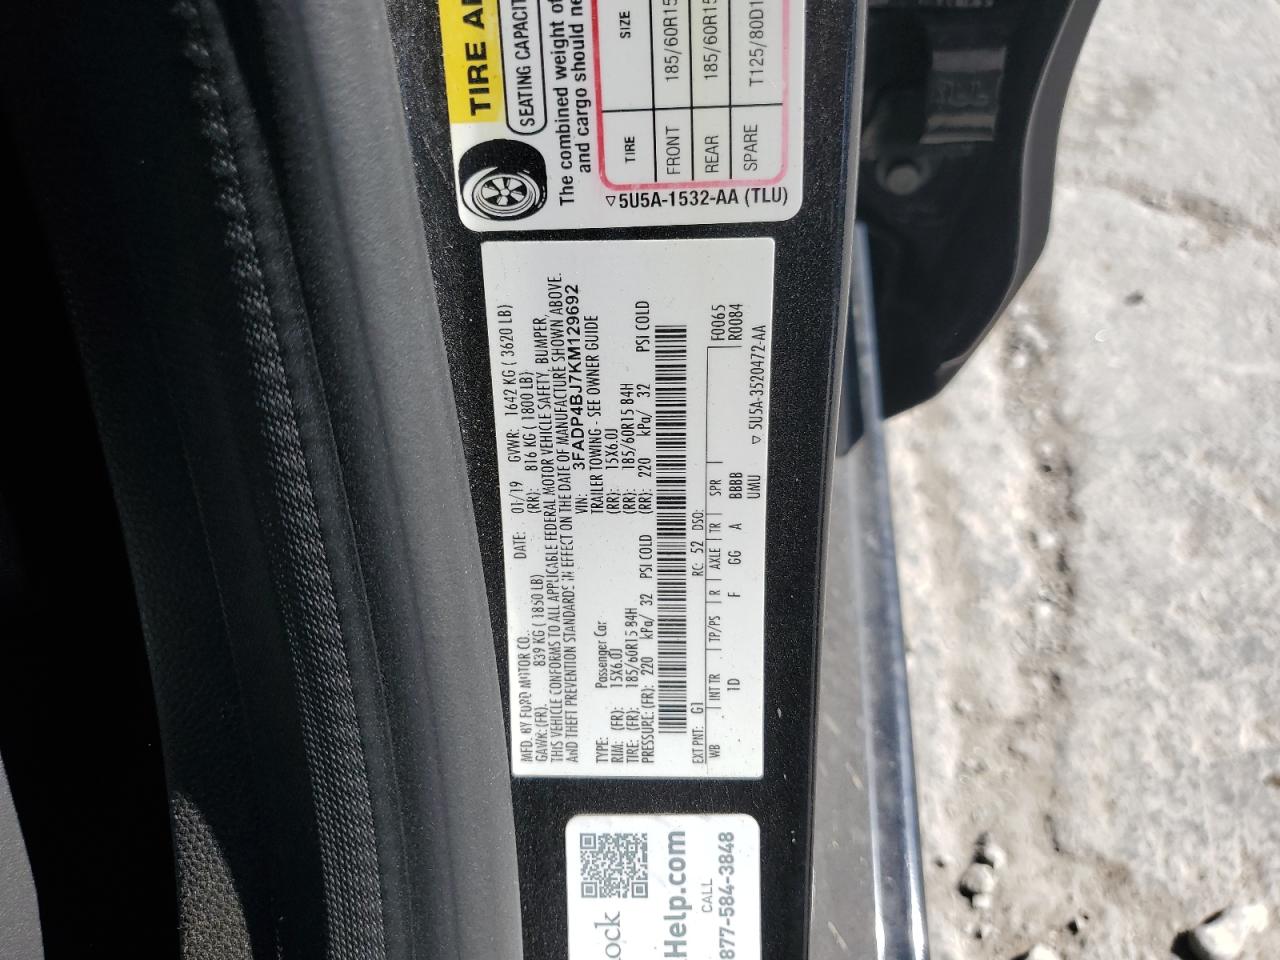 TIRE A
SEATING CAPACIT
The combined weight of
and cargo should ne
TIRE SIZE
FRONT 185/60R15
REAR 185/60R15
SPARE T125/80D1
5U5A-1532-AA (TLU)
MFD. BY FORD MOTOR CO. DATE: 01/19 GVWR: 1642 KG ( 3620 LB)
GAWR: (FR): 839 KG ( 1850 LB) (RR): 816 KG ( 1800 LB)
THIS VEHICLE CONFORMS TO ALL APPLICABLE FEDERAL MOTOR VEHICLE SAFETY, BUMPER,
AND THEFT PREVENTION STANDARDS IN EFFECT ON THE DATE OF MANUFACTURE SHOWN ABOVE.
VIN: 3FADP4BJ7KM129692
TYPE: Passenger Car TRAILER TOWING - SEE OWNER GUIDE
RIM: (FR): 15X6.0J (RR): 15X6.0J
TIRE: (FR): 185/60R15 84H (RR): 185/60R15 84H
PRESSURE: (FR): 220 kPa/ 32 PSI COLD (RR): 220 kPa/ 32 PSI COLD
EXT PNT: G1 RC: 52 DSO: F0065
WB INT TR TP/PS R AXLE TR SPR R0084
1D F GG A BBBB
UMU 5U5A-3520472-AA
lock
Help.com
CALL
877-584-3848